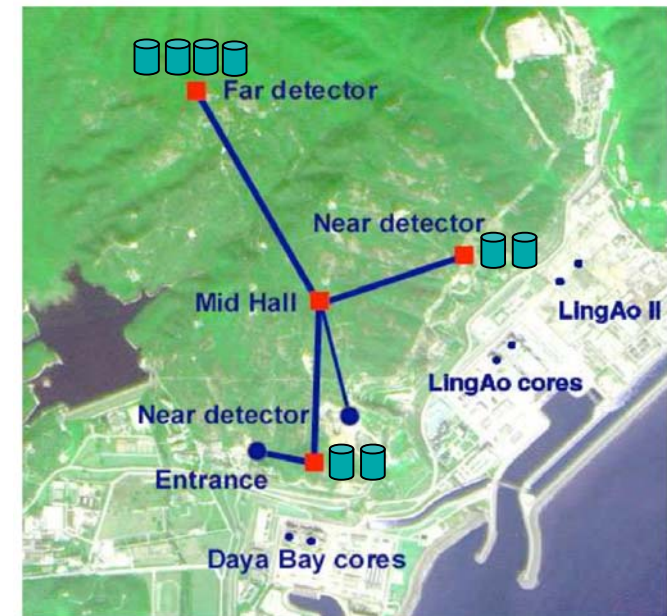 Far detector
Near detector
Mid Hall
LingAo II
LingAo cores
Near detector
Entrance
Daya Bay cores